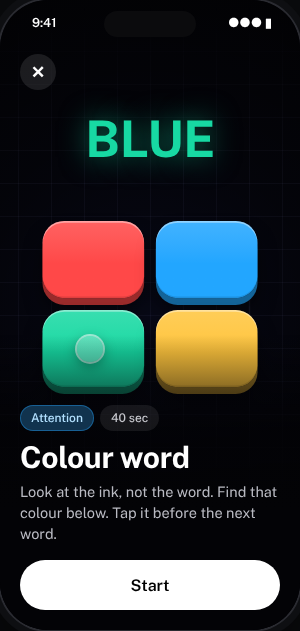 9:41
BLUE
Attention
40 sec
Colour word
Look at the ink, not the word. Find that
colour below. Tap it before the next
word.
Start